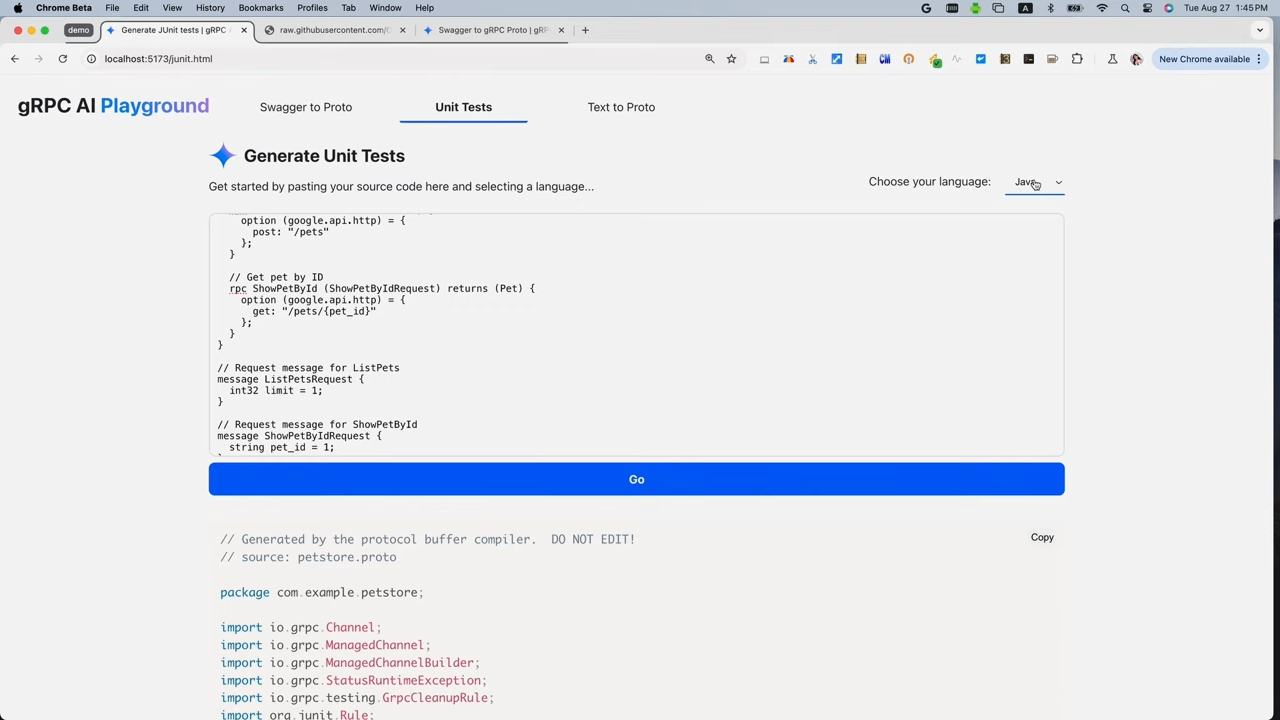 Chrome Beta File Edit View History Bookmarks Profiles Tab Window Help Tue Aug 27 1:45 PM
demo Generate JUnit tests | gRPC raw.githubusercontent.com/ Swagger to gRPC Proto | gRP
localhost:5173/junit.html New Chrome available
gRPC AI Playground Swagger to Proto Unit Tests Text to Proto
Generate Unit Tests
Get started by pasting your source code here and selecting a language... Choose your language: Java
option (google.api.http) = {
post: "/pets"
};
}
// Get pet by ID
rpc ShowPetById (ShowPetByIdRequest) returns (Pet) {
option (google.api.http) = {
get: "/pets/{pet_id}"
};
}
}
// Request message for ListPets
message ListPetsRequest {
int32 limit = 1;
}
// Request message for ShowPetById
message ShowPetByIdRequest {
string pet_id = 1;
Go
// Generated by the protocol buffer compiler.  DO NOT EDIT!
Copy
// source: petstore.proto
package com.example.petstore;
import io.grpc.Channel;
import io.grpc.ManagedChannel;
import io.grpc.ManagedChannelBuilder;
import io.grpc.StatusRuntimeException;
import io.grpc.testing.GrpcCleanupRule;
import org.junit.Rule;